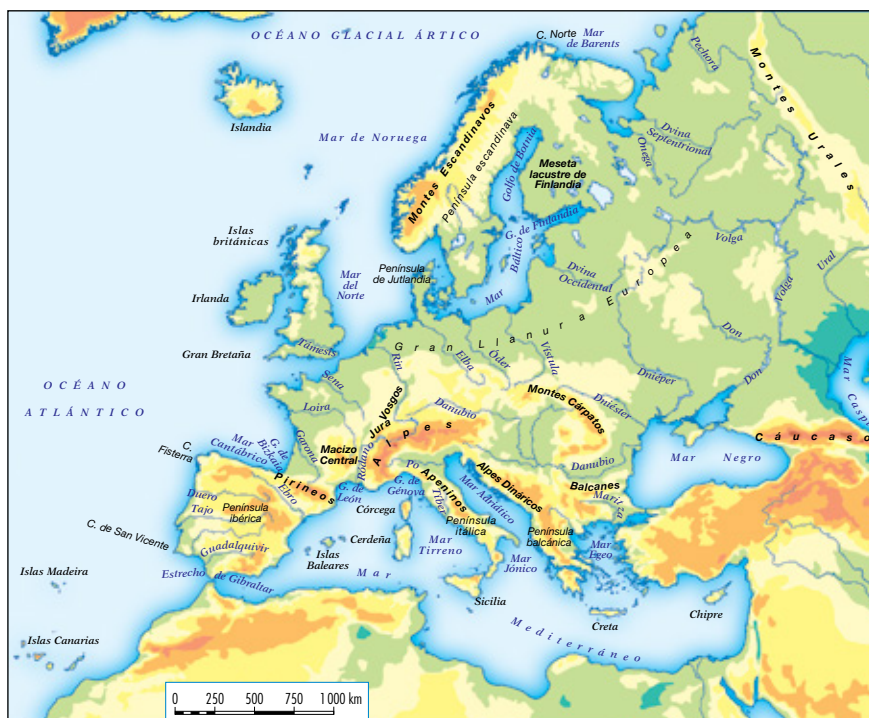 OCÉANO GLACIAL ÁRTICO
C. Norte
Mar
de Barents
Pechora
Montes Urales
Islandia
Mar de Noruega
Montes Escandinavos
Península escandinava
Golfo de Botnia
Meseta
lacustre de
Finlandia
Onega
Dvina
Septentrional
G. de Finlandia
Islas
británicas
Mar
del
Norte
Península
de Jutlandia
Mar Báltico
Dvina
Occidental
Volga
Volga
Ural
Irlanda
Gran Bretaña
Támesis
Gran Llanura Europea
Rin
Elba
Óder
Vístula
Don
Don
Dniéper
Mar Caspi
OCÉANO
ATLÁNTICO
Sena
Loira
Vosgos
Jura
Danubio
Montes Cárpatos
Dniéster
C.
Fisterra
Mar
Cantábrico
G. de
Bizkaia
Garona
Macizo
Central
Ródano
Alpes
Cáucaso
Mar Negro
Pirineos
Ebro
G. de
León
Po
G. de
Génova
Apeninos
Tíber
Alpes Dináricos
Mar Adriático
Danubio
Balcanes
Maritza
Duero
Tajo
Península
ibérica
Córcega
Cerdeña
Península
itálica
Península
balcánica
C. de San Vicente
Guadalquivir
Islas
Baleares
Mar
Tirreno
Mar
Jónico
Mar
Egeo
Islas Madeira
Estrecho de Gibraltar
Mar Mediterráneo
Sicilia
Creta
Chipre
Islas Canarias
0 250 500 750 1 000 km